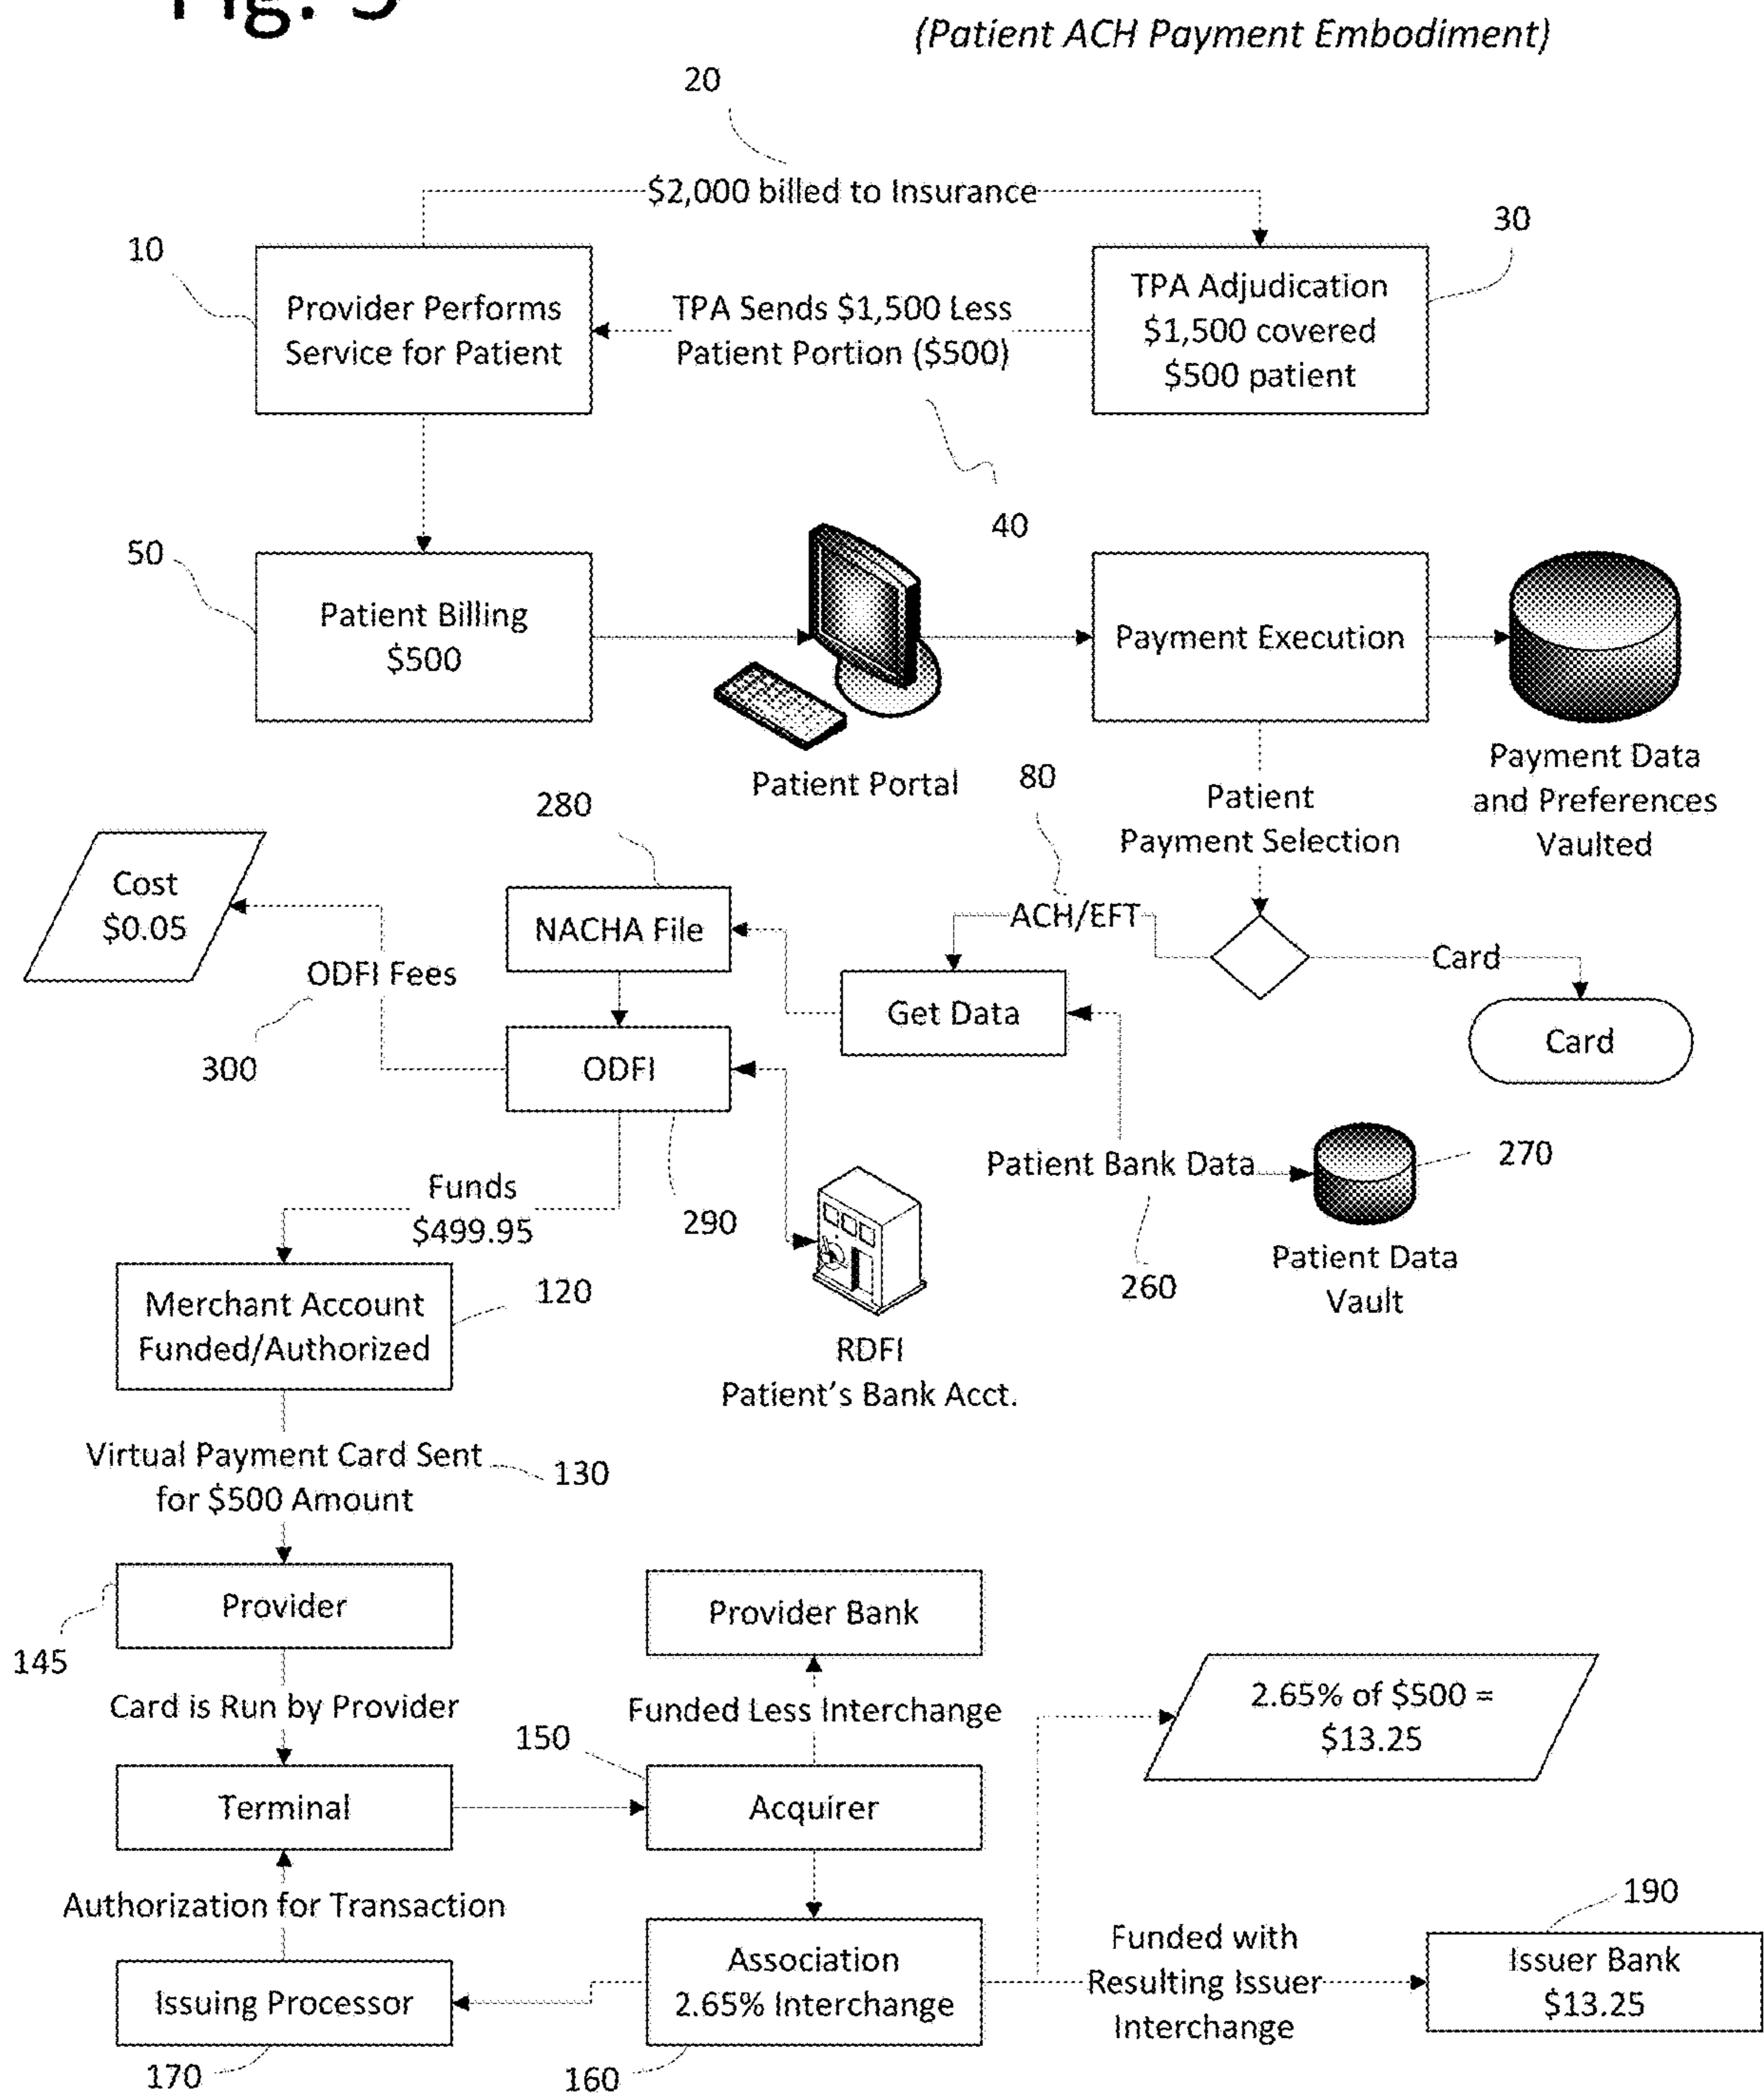 Fig. 5
(Patient ACH Payment Embodiment)
20
$2,000 billed to Insurance
10
30
Provider Performs
Service for Patient
TPA Sends $1,500 Less
Patient Portion ($500)
TPA Adjudication
$1,500 covered
$500 patient
40
50
Patient Billing
$500
Patient Portal
Payment Execution
Payment Data
and Preferences
Vaulted
80
Patient
Payment Selection
280
Cost
$0.05
NACHA File
ACH/EFT
Card
Card
ODFI Fees
300
Get Data
ODFI
Patient Bank Data
270
Patient Data
Vault
260
Funds
$499.95
290
120
Merchant Account
Funded/Authorized
RDFI
Patient's Bank Acct.
Virtual Payment Card Sent
for $500 Amount
130
Provider
145
Provider Bank
Card is Run by Provider
Funded Less Interchange
2.65% of $500 =
$13.25
150
Terminal
Acquirer
Authorization for Transaction
190
Issuing Processor
Association
2.65% Interchange
Funded with
Resulting Issuer
Interchange
Issuer Bank
$13.25
170
160